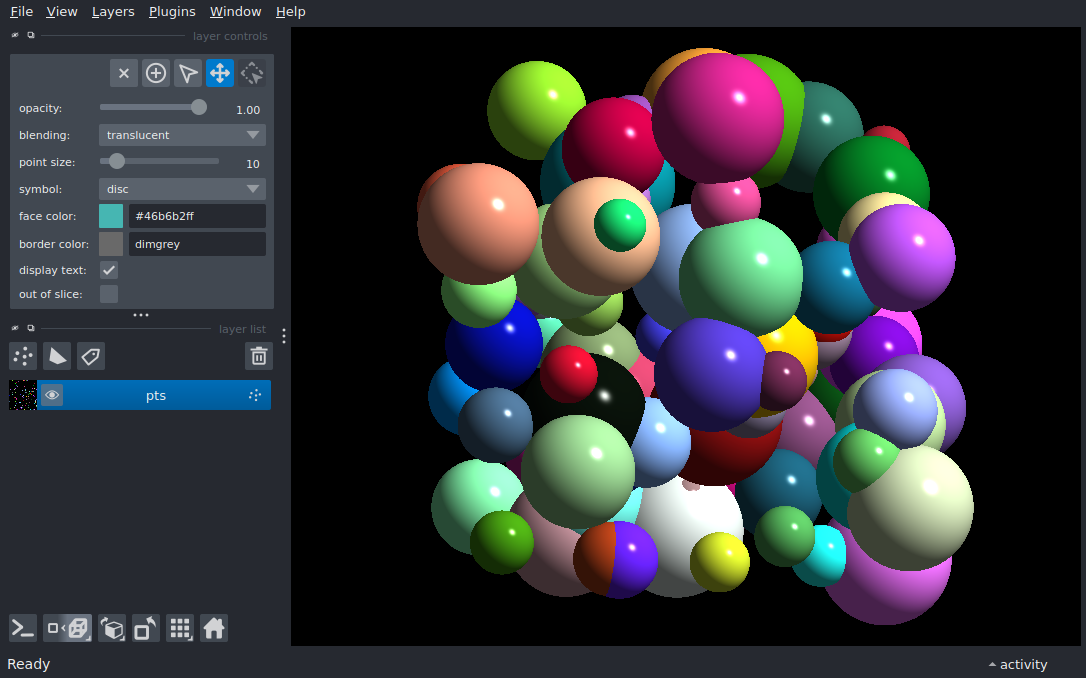 File View Layers Plugins Window Help
layer controls
opacity: 1.00
blending: translucent
point size: 10
symbol: disc
face color: #46b6b2ff
border color: dimgrey
display text:
out of slice:
layer list
pts
Ready activity